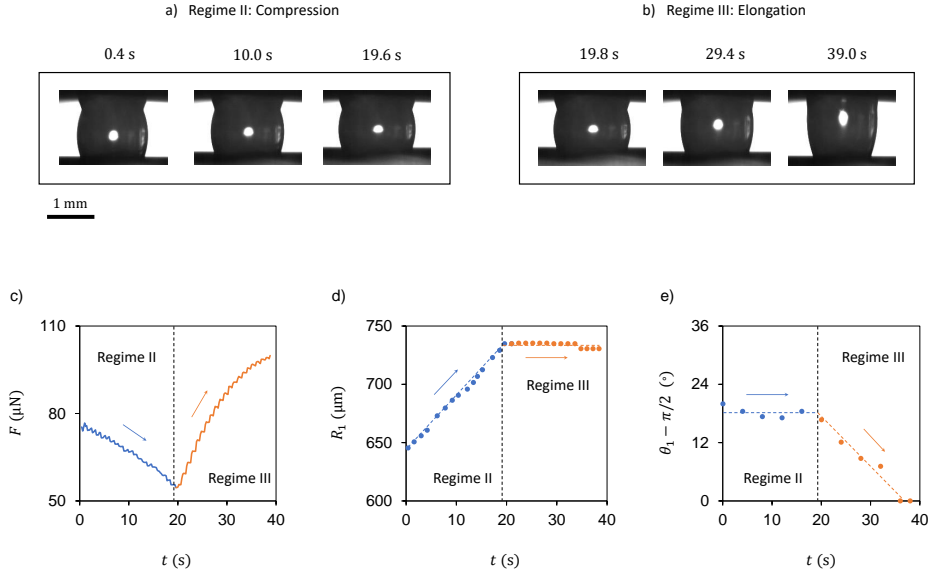 a) Regime II: Compression
b) Regime III: Elongation
0.4 s
10.0 s
19.6 s
19.8 s
29.4 s
39.0 s
1 mm
c)
d)
e)
110
80
50
F (μN)
Regime II
Regime III
0
10
20
30
40
t (s)
750
700
650
600
R₁ (μm)
Regime III
Regime II
0
10
20
30
40
t (s)
36
24
12
0
θ₁ − π/2 (°)
Regime III
Regime II
0
10
20
30
40
t (s)